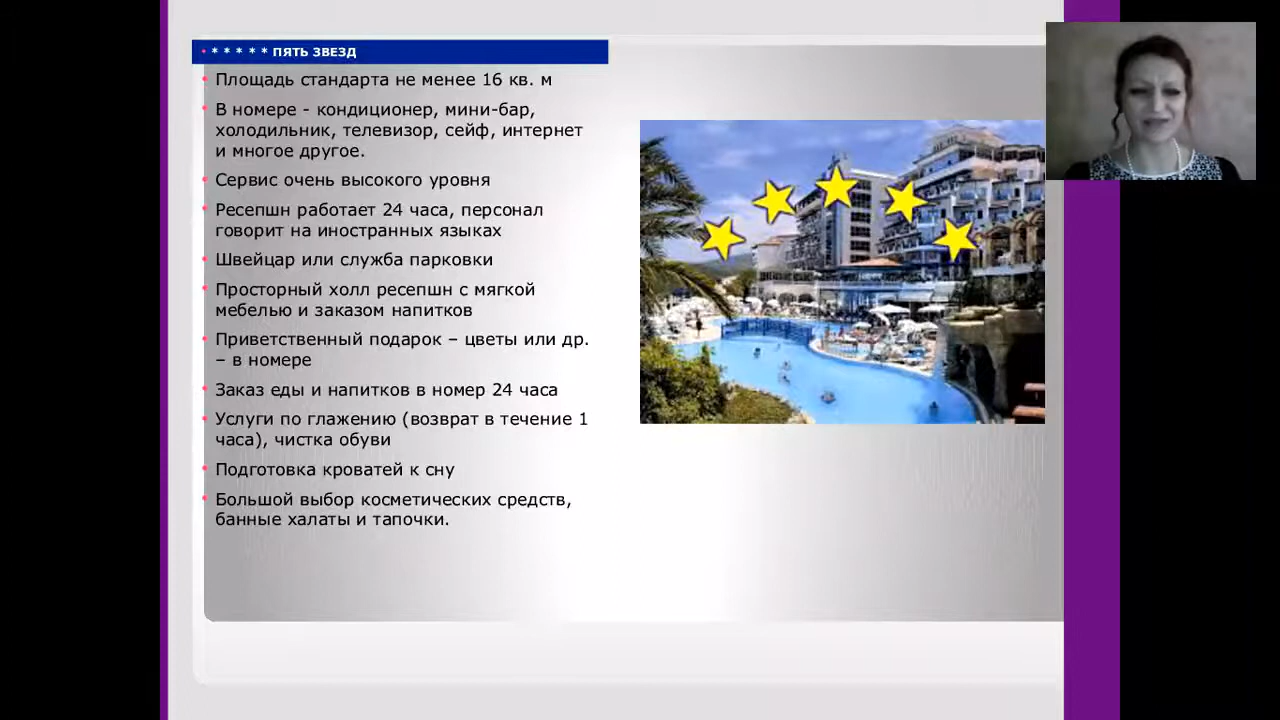 * * * * * ПЯТЬ ЗВЕЗД
Площадь стандарта не менее 16 кв. м
В номере - кондиционер, мини-бар,
холодильник, телевизор, сейф, интернет
и многое другое.
Сервис очень высокого уровня
Ресепшн работает 24 часа, персонал
говорит на иностранных языках
Швейцар или служба парковки
Просторный холл ресепшн с мягкой
мебелью и заказом напитков
Приветственный подарок – цветы или др.
– в номере
Заказ еды и напитков в номер 24 часа
Услуги по глажению (возврат в течение 1
часа), чистка обуви
Подготовка кроватей к сну
Большой выбор косметических средств,
банные халаты и тапочки.